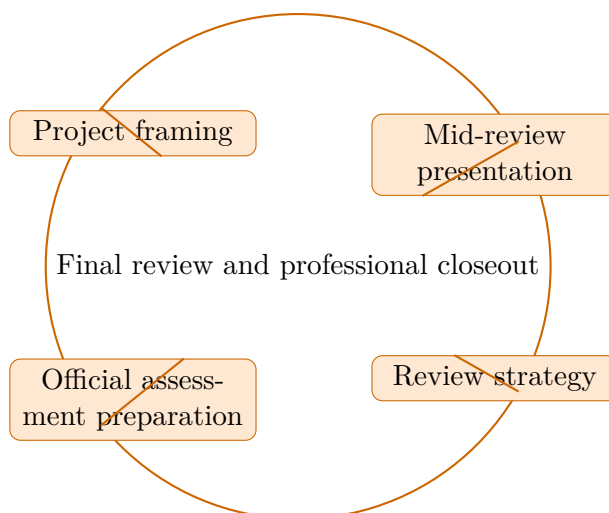 Project framing
Mid-review
presentation
Final review and professional closeout
Official assess-
ment preparation
Review strategy